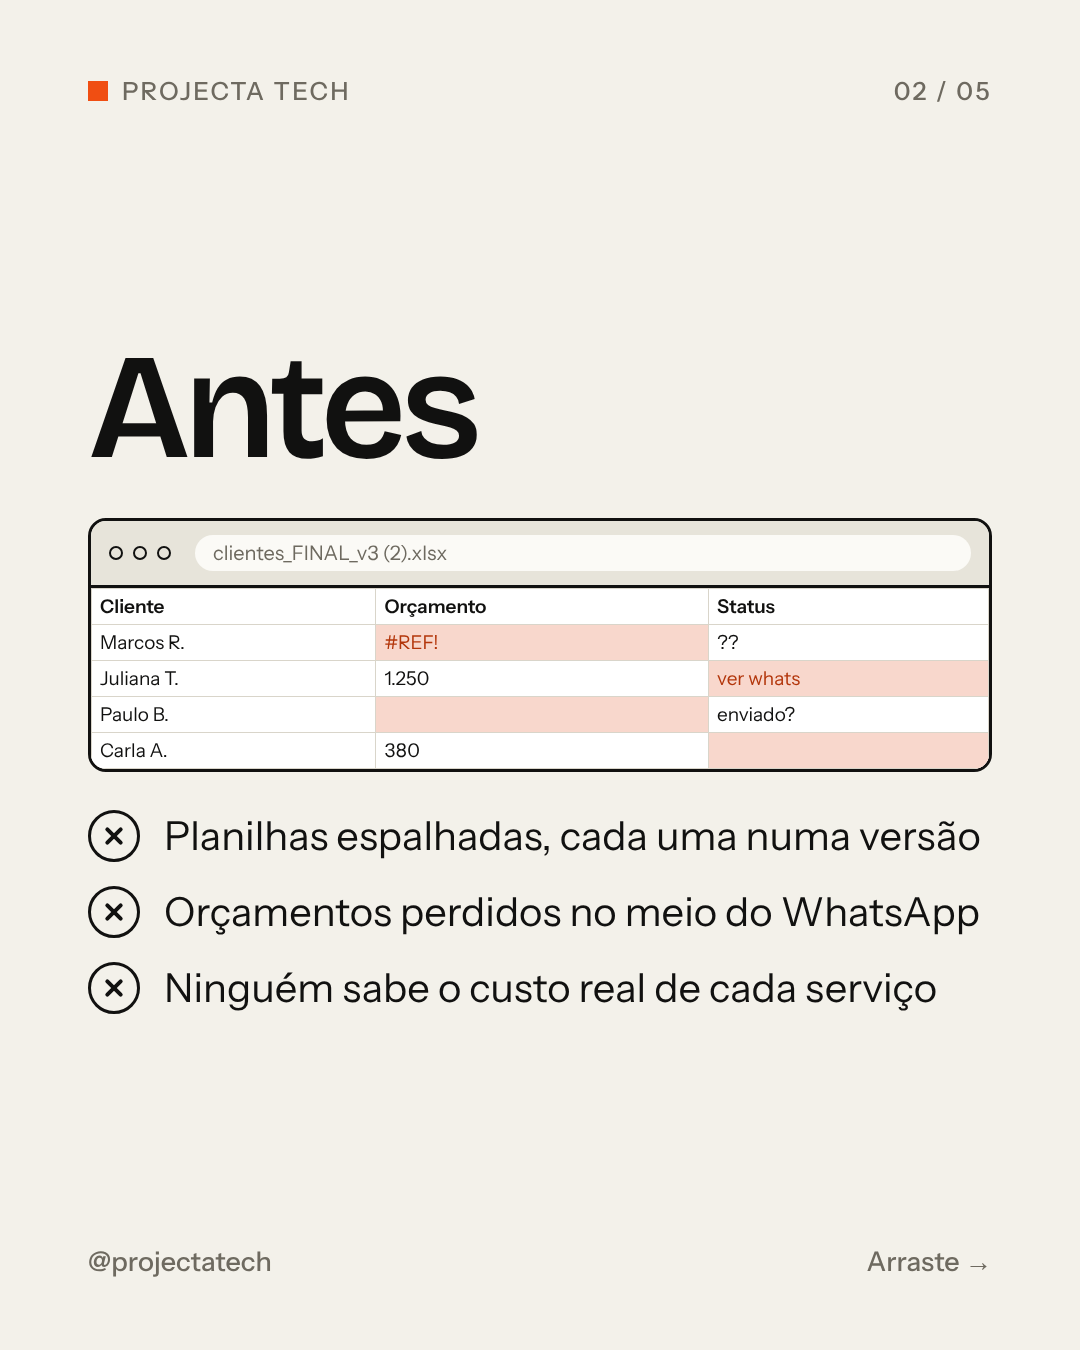 PROJECTA TECH
02 / 05
Antes
clientes_FINAL_v3 (2).xlsx
Cliente Orçamento Status
Marcos R. #REF! ??
Juliana T. 1.250 ver whats
Paulo B. enviado?
Carla A. 380
Planilhas espalhadas, cada uma numa versão
Orçamentos perdidos no meio do WhatsApp
Ninguém sabe o custo real de cada serviço
@projectatech
Arraste →